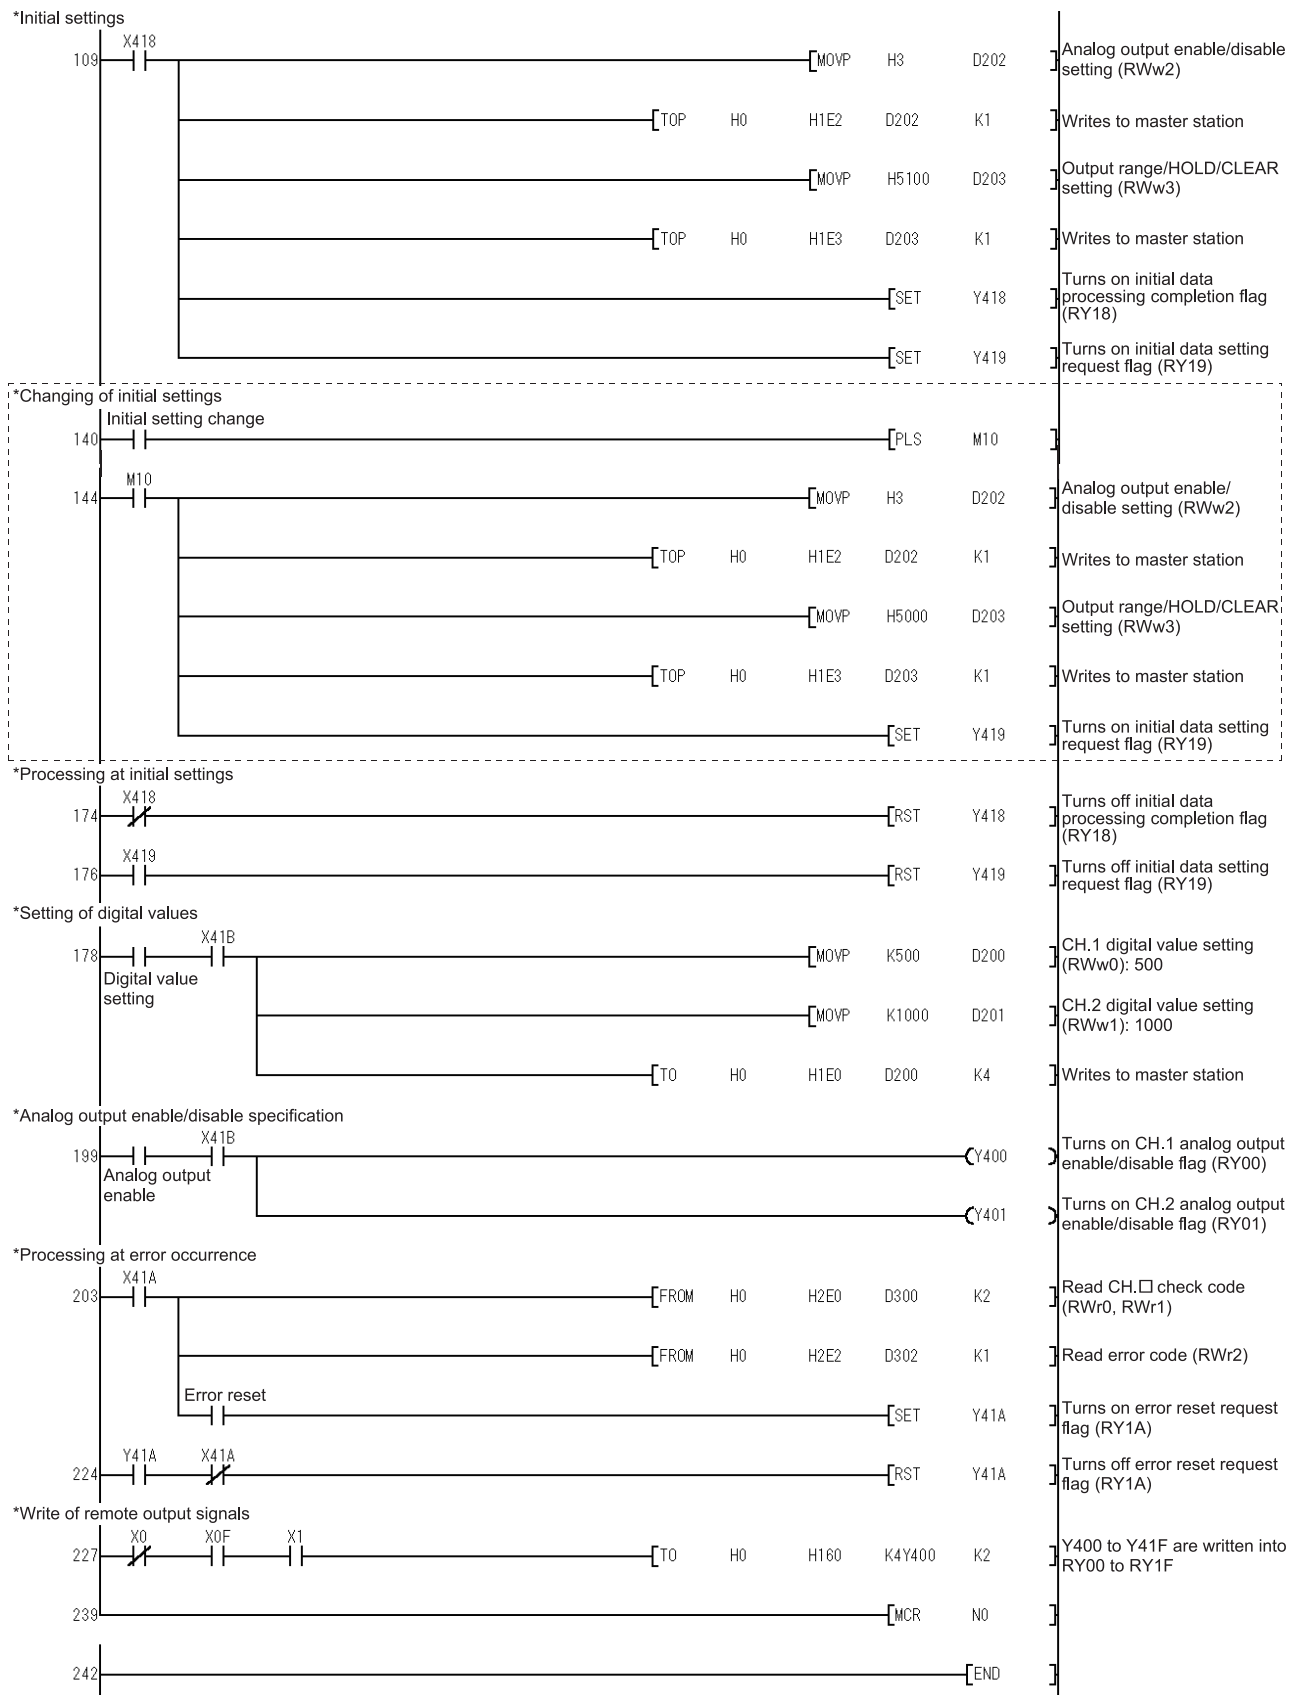 *Initial settings
X418
109 MOVP H3 D202 Analog output enable/disable
setting (RWw2)
TOP H0 H1E2 D202 K1 Writes to master station
MOVP H5100 D203 Output range/HOLD/CLEAR
setting (RWw3)
TOP H0 H1E3 D203 K1 Writes to master station
SET Y418 Turns on initial data
processing completion flag
(RY18)
SET Y419 Turns on initial data setting
request flag (RY19)
*Changing of initial settings
Initial setting change
140 PLS M10
M10
144 MOVP H3 D202 Analog output enable/
disable setting (RWw2)
TOP H0 H1E2 D202 K1 Writes to master station
MOVP H5000 D203 Output range/HOLD/CLEAR
setting (RWw3)
TOP H0 H1E3 D203 K1 Writes to master station
SET Y419 Turns on initial data setting
request flag (RY19)
*Processing at initial settings
X418
174 RST Y418 Turns off initial data
processing completion flag
(RY18)
X419
176 RST Y419 Turns off initial data setting
request flag (RY19)
*Setting of digital values
X41B
178 MOVP K500 D200 CH.1 digital value setting
(RWw0): 500
Digital value
setting
MOVP K1000 D201 CH.2 digital value setting
(RWw1): 1000
TO H0 H1E0 D200 K4 Writes to master station
*Analog output enable/disable specification
X41B
199 Y400 Turns on CH.1 analog output
enable/disable flag (RY00)
Analog output
enable
Y401 Turns on CH.2 analog output
enable/disable flag (RY01)
*Processing at error occurrence
X41A
203 FROM H0 H2E0 D300 K2 Read CH.□ check code
(RWr0, RWr1)
FROM H0 H2E2 D302 K1 Read error code (RWr2)
Error reset
SET Y41A Turns on error reset request
flag (RY1A)
Y41A X41A
224 RST Y41A Turns off error reset request
flag (RY1A)
*Write of remote output signals
X0 X0F X1
227 TO H0 H160 K4Y400 K2 Y400 to Y41F are written into
RY00 to RY1F
239 MCR N0
242 END